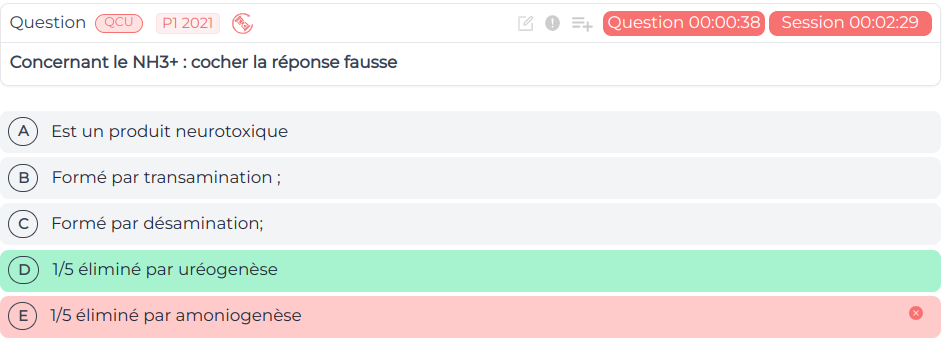 Question QCU P1 2021 Question 00:00:38 Session 00:02:29
Concernant le NH3+ : cocher la réponse fausse
A Est un produit neurotoxique
B Formé par transamination ;
C Formé par désamination;
D 1/5 éliminé par uréogenèse
E 1/5 éliminé par amoniogenèse